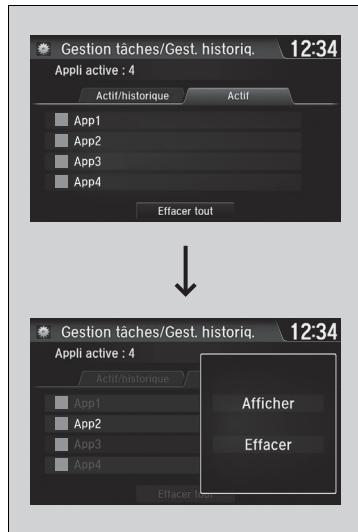 Gestion tâches/Gest. historiq. 12:34
Appli active : 4
Actif/historique Actif
App1
App2
App3
App4
Effacer tout
Gestion tâches/Gest. historiq. 12:34
Appli active : 4
Actif/historique
App1
App2
App3
App4
Afficher
Effacer
Effacer tout